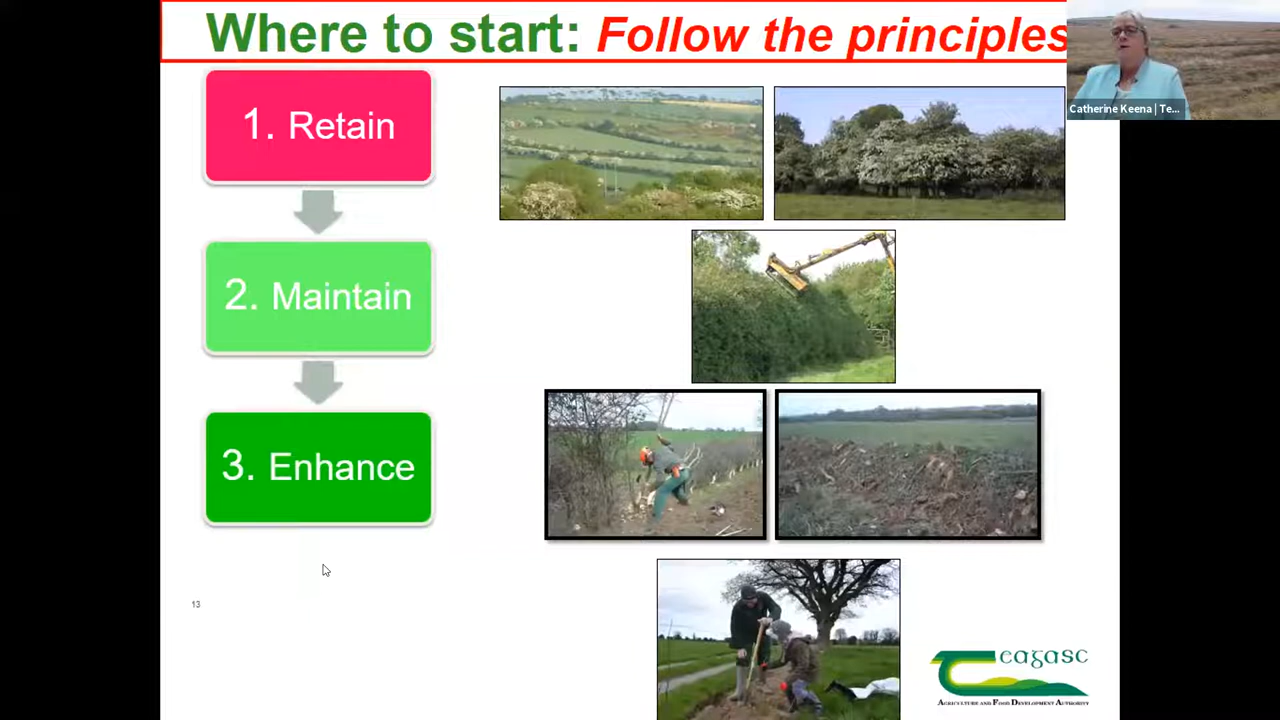 Where to start: Follow the principles
Catherine Keena | Te...
1. Retain
2. Maintain
3. Enhance
13
Teagasc
AGRICULTURE AND FOOD DEVELOPMENT AUTHORITY